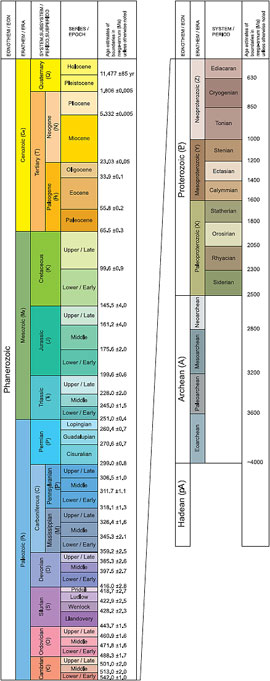 EONOTHEM / EON
ERATHEM / ERA
SYSTEM,SUBSYSTEM /
PERIOD,SUBPERIOD
SERIES /
EPOCH
Age estimates of
boundaries in
mega-annum (Ma)
unless otherwise noted
Phanerozoic
Cenozoic (Cz)
Quaternary (Q)
Holocene
11,477 ±85 yr
Pleistocene
1,806 ±0,005
Tertiary (T)
Neogene (N)
Pliocene
5,332 ±0,005
Miocene
23,03 ±0,05
Paleogene (Pe)
Oligocene
33,9 ±0,1
Eocene
55,8 ±0,2
Paleocene
65,5 ±0,3
Mesozoic (Mz)
Cretaceous (K)
Upper / Late
99,6 ±0,9
Lower / Early
145,5 ±4,0
Jurassic (J)
Upper / Late
161,2 ±4,0
Middle
175,6 ±2,0
Lower / Early
199,6 ±0,6
Triassic (Ƭ)
Upper / Late
228,0 ±2,0
Middle
245,0 ±1,5
Lower / Early
251,0 ±0,4
Paleozoic (Pz)
Permian (P)
Lopingian
260,4 ±0,7
Guadalupian
270,6 ±0,7
Cisuralian
299,0 ±0,8
Carboniferous (C)
Pennsylvanian (P)
Upper / Late
306,5 ±1,0
Middle
311,7 ±1,1
Lower / Early
318,1 ±1,3
Mississippian (M)
Upper / Late
326,4 ±1,6
Middle
345,3 ±2,1
Lower / Early
359,2 ±2,5
Devonian (D)
Upper / Late
385,3 ±2,6
Middle
397,5 ±2,7
Lower / Early
416,0 ±2,8
Silurian (S)
Pridoli
418,7 ±2,7
Ludlow
422,9 ±2,5
Wenlock
428,2 ±2,3
Llandovery
443,7 ±1,5
Ordovician (O)
Upper / Late
460,9 ±1,6
Middle
471,8 ±1,6
Lower / Early
488,3 ±1,7
Cambrian (Є)
Upper / Late
501,0 ±2,0
Middle
513,0 ±2,0
Lower / Early
542,0 ±1,0
EONOTHEM / EON
ERATHEM / ERA
SYSTEM /
PERIOD
Age estimates of
boundaries in
mega-annum (Ma)
unless otherwise noted
Proterozoic (P)
Neoproterozoic (Z)
Ediacaran
630
Cryogenian
850
Tonian
1000
Mesoproterozoic (Y)
Stenian
1200
Ectasian
1400
Calymmian
1600
Paleoproterozoic (X)
Statherian
1800
Orsirian
2050
Rhyacian
2300
Siderian
2500
Archean (A)
Neoarchean
2800
Mesoarchean
3200
Paleoarchean
3600
Eoarchean
~4000
Hadean (pA)